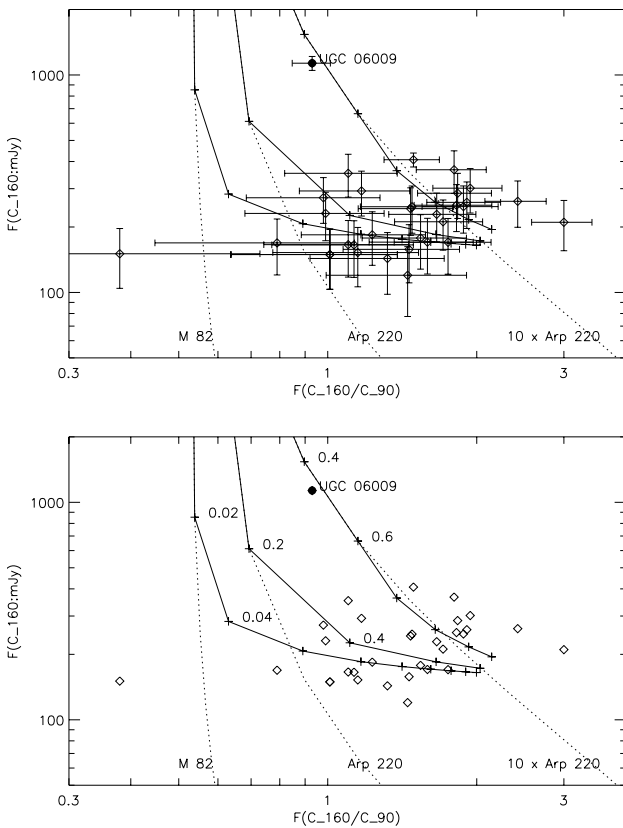 1000
UGC 06009
F(C_160:mJy)
100
M 82
Arp 220
10 x Arp 220
0.3
1
3
F(C_160/C_90)
0.4
1000
UGC 06009
0.02
0.6
0.2
F(C_160:mJy)
0.04
0.4
100
M 82
Arp 220
10 x Arp 220
0.3
1
3
F(C_160/C_90)